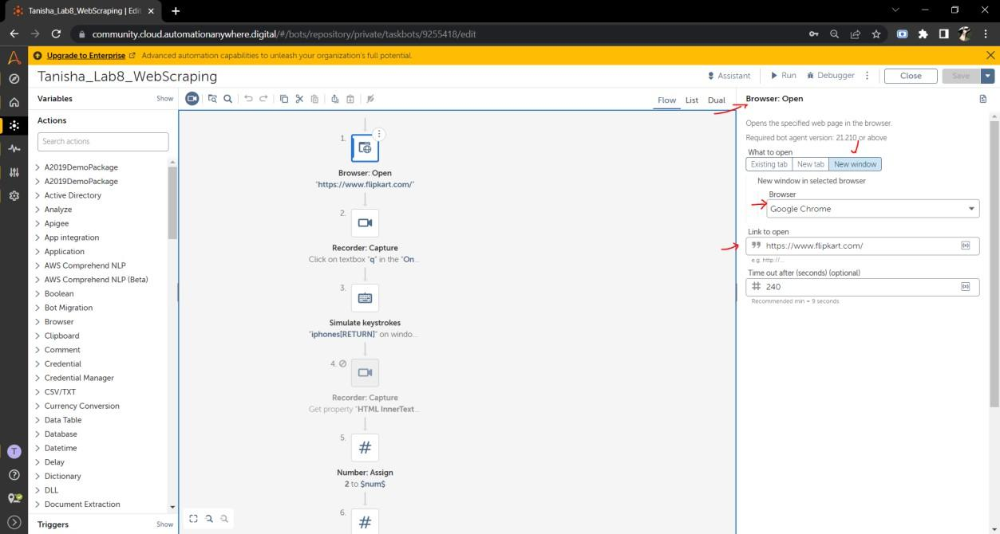 Tanisha_Lab8_WebScraping | Edit
community.cloud.automationanywhere.digital/#/bots/repository/private/taskbots/9255418/edit
Upgrade to Enterprise Advanced automation capabilities to unleash your organization's full potential.
Tanisha_Lab8_WebScraping
Assistant
Run
Debugger
Close
Save
Variables
Show
Flow
List
Dual
Actions
Search actions
A2019DemoPackage
A2019DemoPackage
Active Directory
Analyze
Apigee
App integration
Application
AWS Comprehend NLP
AWS Comprehend NLP (Beta)
Boolean
Bot Migration
Browser
Clipboard
Comment
Credential
Credential Manager
CSV/TXT
Currency Conversion
Data Table
Database
Datetime
Delay
Dictionary
DLL
Document Extraction
Triggers
Show
T
1.
Browser: Open
"https://www.flipkart.com/"
2.
Recorder: Capture
Click on textbox "q" in the "On...
3.
Simulate keystrokes
"iphones[RETURN]" on windo...
4.
Recorder: Capture
Get property "HTML InnerText...
5.
#
Number: Assign
2 to $num$
6.
#
Browser: Open
Opens the specified web page in the browser.
Required bot agent version: 21.210 or above
What to open
Existing tab
New tab
New window
New window in selected browser
Browser
Google Chrome
Link to open
https://www.flipkart.com/
(x)
e.g. http://...
Time out after (seconds) (optional)
# 240
(x)
Recommended min = 9 seconds